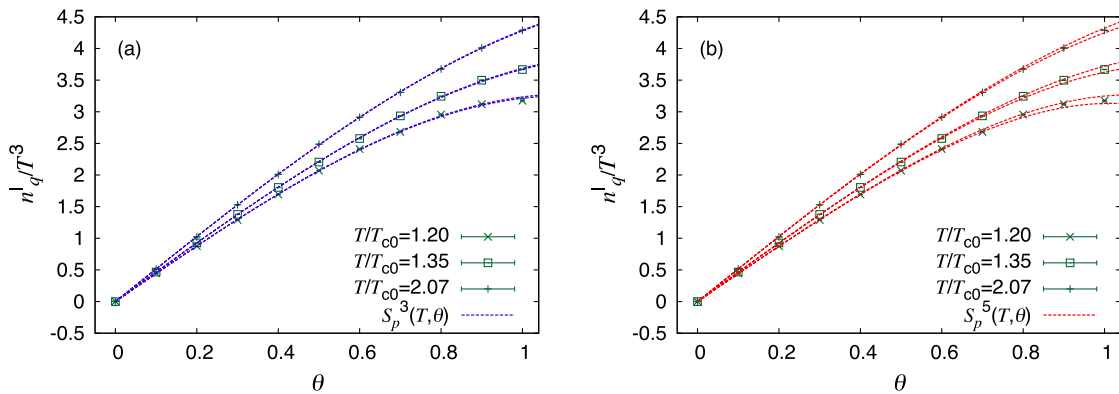 (a)
4.5
4
3.5
3
2.5
2
1.5
1
0.5
0
-0.5
n^I_q/T^3
T/T_c0=1.20
T/T_c0=1.35
T/T_c0=2.07
S_p^3(T,θ)
0 0.2 0.4 0.6 0.8 1
θ
(b)
4.5
4
3.5
3
2.5
2
1.5
1
0.5
0
-0.5
n^I_q/T^3
T/T_c0=1.20
T/T_c0=1.35
T/T_c0=2.07
S_p^5(T,θ)
0 0.2 0.4 0.6 0.8 1
θ